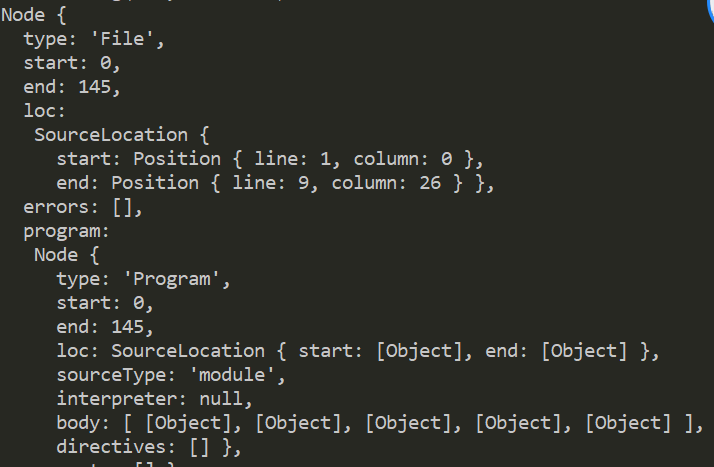 Node {
  type: 'File',
  start: 0,
  end: 145,
  loc:
   SourceLocation {
     start: Position { line: 1, column: 0 },
     end: Position { line: 9, column: 26 } },
  errors: [],
  program:
   Node {
     type: 'Program',
     start: 0,
     end: 145,
     loc: SourceLocation { start: [Object], end: [Object] },
     sourceType: 'module',
     interpreter: null,
     body: [ [Object], [Object], [Object], [Object], [Object] ],
     directives: [] },